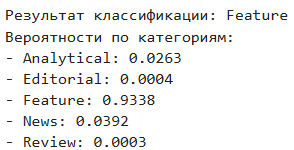 Результат классификации: Feature
Вероятности по категориям:
- Analytical: 0.0263
- Editorial: 0.0004
- Feature: 0.9338
- News: 0.0392
- Review: 0.0003